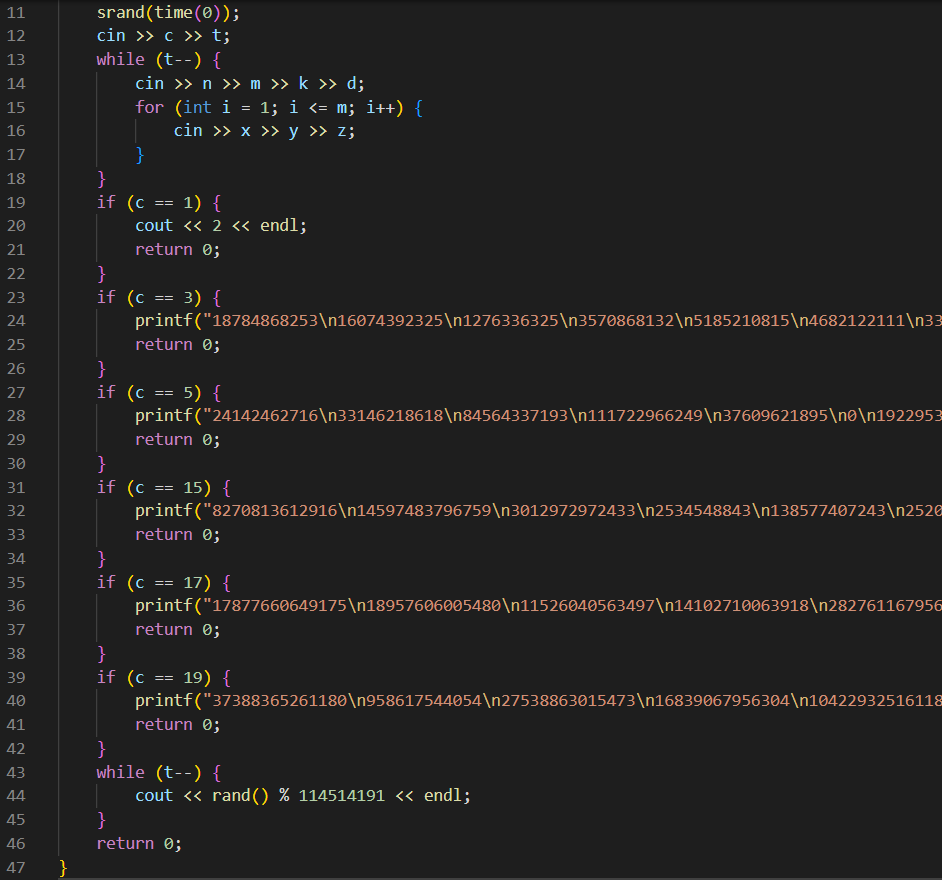 11 srand(time(0));
12 cin >> c >> t;
13 while (t--) {
14 cin >> n >> m >> k >> d;
15 for (int i = 1; i <= m; i++) {
16 cin >> x >> y >> z;
17 }
18 }
19 if (c == 1) {
20 cout << 2 << endl;
21 return 0;
22 }
23 if (c == 3) {
24 printf("18784868253\n16074392325\n1276336325\n3570868132\n5185210815\n4682122111\n33
25 return 0;
26 }
27 if (c == 5) {
28 printf("24142462716\n33146218618\n84564337193\n111722966249\n37609621895\n0\n1922953
29 return 0;
30 }
31 if (c == 15) {
32 printf("8270813612916\n14597483796759\n3012972972433\n2534548843\n138577407243\n2520
33 return 0;
34 }
35 if (c == 17) {
36 printf("17877660649175\n18957606005480\n11526040563497\n14102710063918\n282761167956
37 return 0;
38 }
39 if (c == 19) {
40 printf("37388365261180\n958617544054\n27538863015473\n16839067956304\n10422932516118
41 return 0;
42 }
43 while (t--) {
44 cout << rand() % 114514191 << endl;
45 }
46 return 0;
47 }